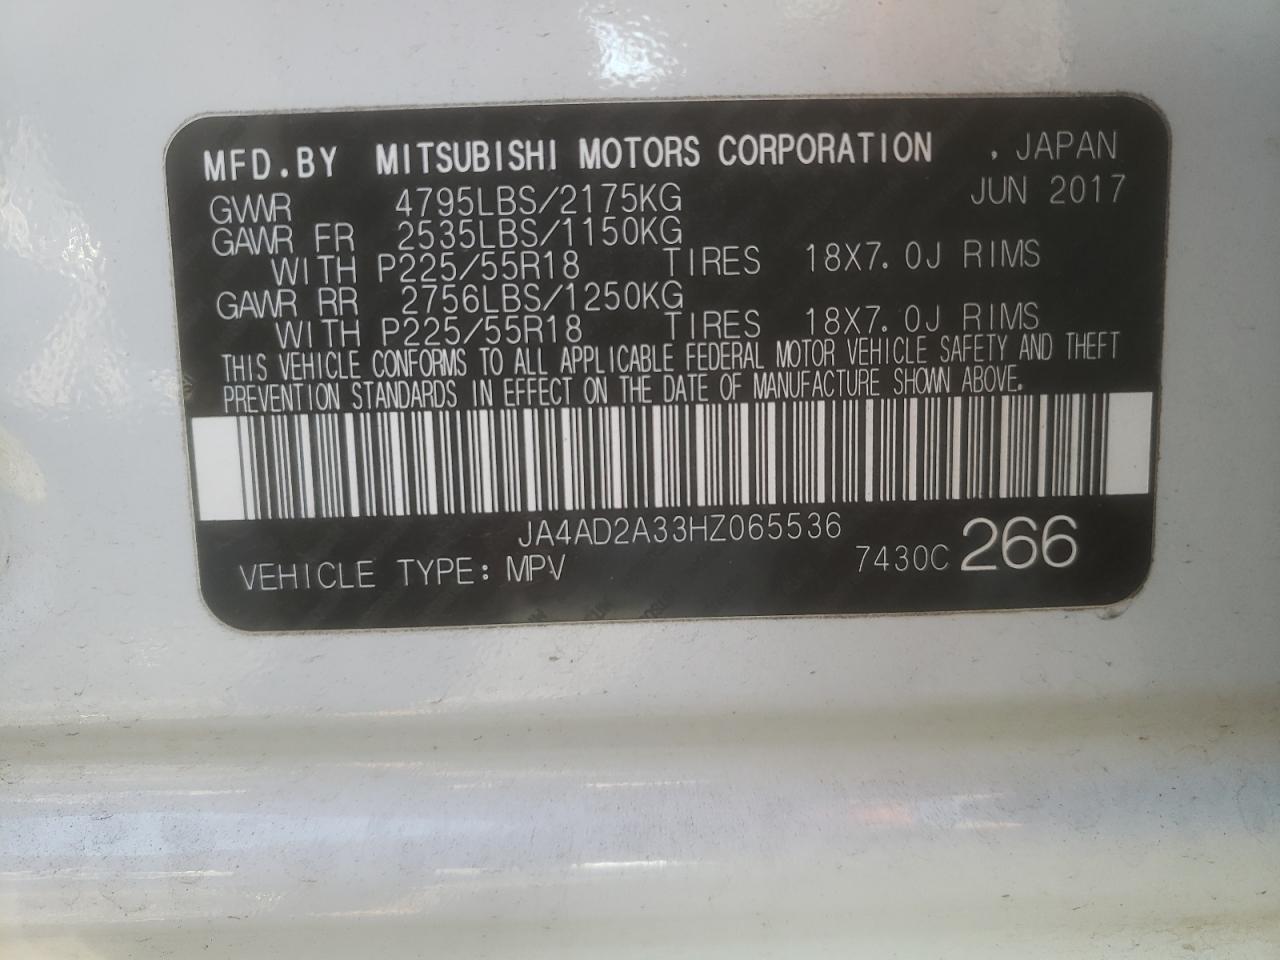 MFD.BY MITSUBISHI MOTORS CORPORATION , JAPAN
GVWR 4795LBS/2175KG JUN 2017
GAWR FR 2535LBS/1150KG
WITH P225/55R18 TIRES 18X7.0J RIMS
GAWR RR 2756LBS/1250KG
WITH P225/55R18 TIRES 18X7.0J RIMS
THIS VEHICLE CONFORMS TO ALL APPLICABLE FEDERAL MOTOR VEHICLE SAFETY AND THEFT
PREVENTION STANDARDS IN EFFECT ON THE DATE OF MANUFACTURE SHOWN ABOVE.
JA4AD2A33HZ065536
VEHICLE TYPE: MPV 7430C 266